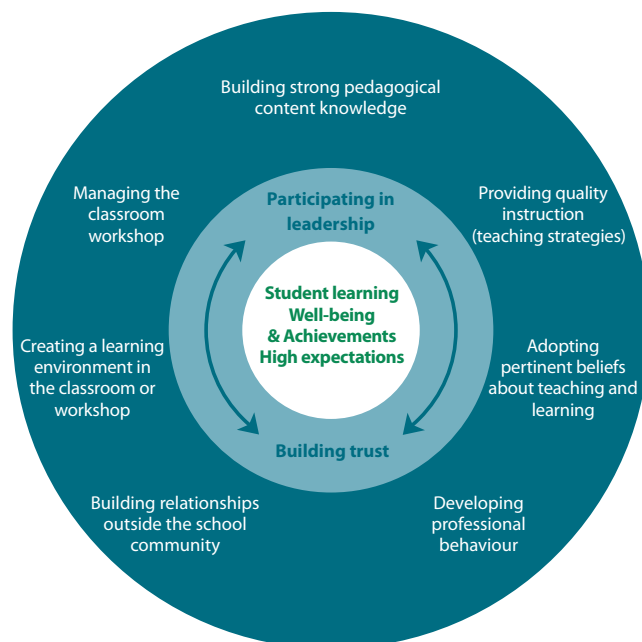 Building strong pedagogical
content knowledge
Managing the
classroom
workshop
Participating in
leadership
Providing quality
instruction
(teaching strategies)
Student learning
Well-being
& Achievements
High expectations
Creating a learning
environment in
the classroom or
workshop
Adopting
pertinent beliefs
about teaching and
learning
Building trust
Building relationships
outside the school
community
Developing
professional
behaviour